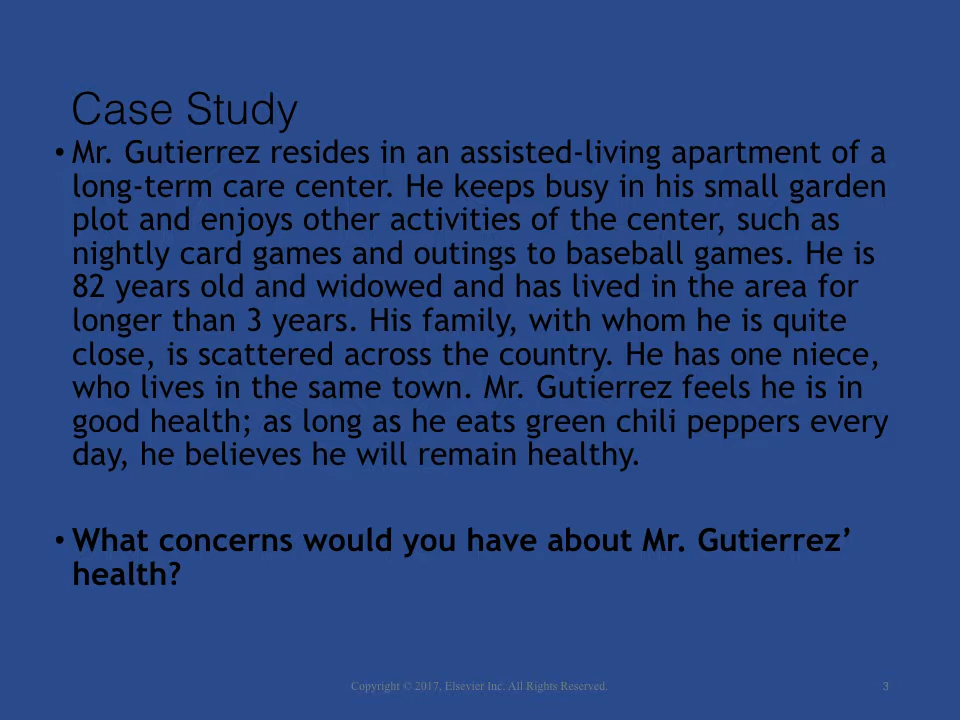 Case Study
• Mr. Gutierrez resides in an assisted-living apartment of a
long-term care center. He keeps busy in his small garden
plot and enjoys other activities of the center, such as
nightly card games and outings to baseball games. He is
82 years old and widowed and has lived in the area for
longer than 3 years. His family, with whom he is quite
close, is scattered across the country. He has one niece,
who lives in the same town. Mr. Gutierrez feels he is in
good health; as long as he eats green chili peppers every
day, he believes he will remain healthy.
• What concerns would you have about Mr. Gutierrez’
health?
Copyright © 2017, Elsevier Inc. All Rights Reserved.
3